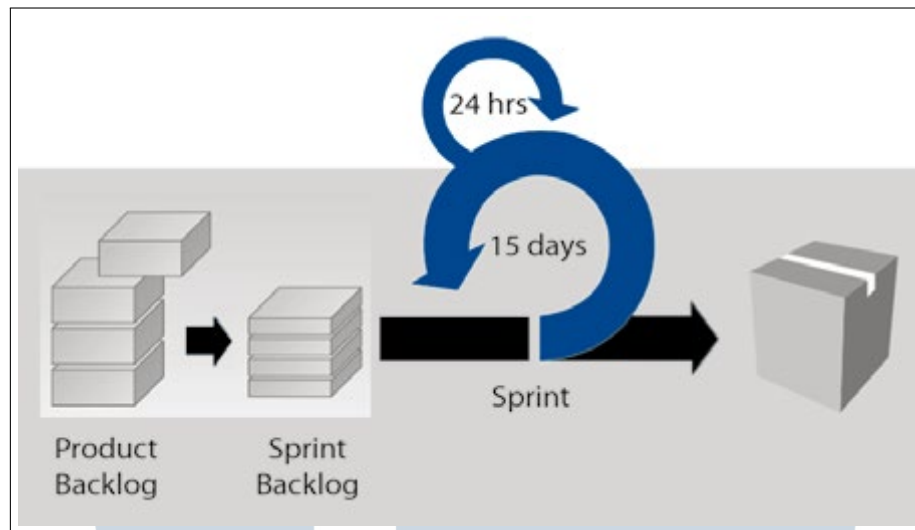 24 hrs
15 days
Sprint
Product
Backlog
Sprint
Backlog